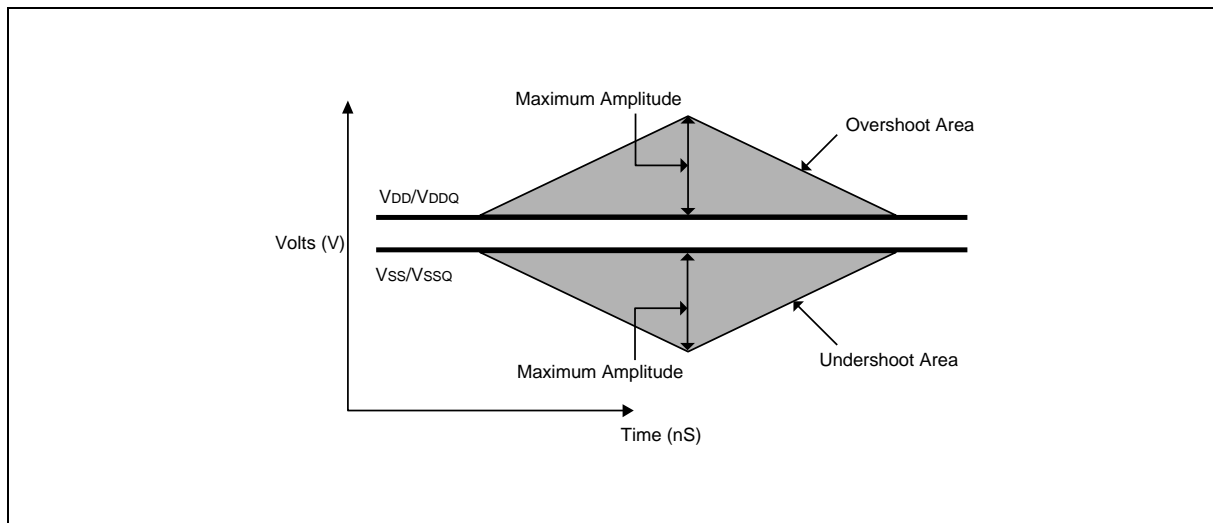 Maximum Amplitude
Overshoot Area
VDD/VDDQ
Volts (V)
VSS/VSSQ
Undershoot Area
Maximum Amplitude
Time (nS)